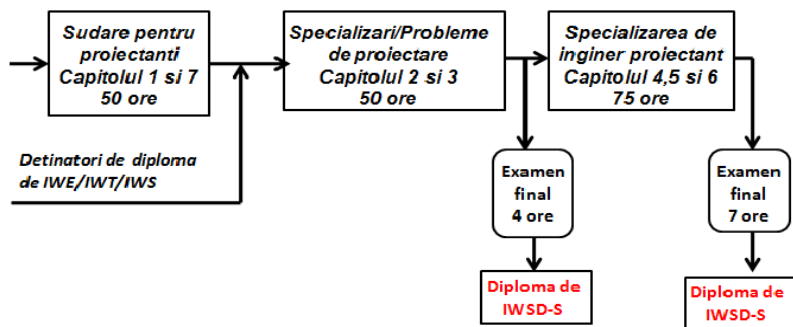 Sudare pentru
proiectanti
Capitolul 1 si 7
50 ore
Specializari/Probleme
de proiectare
Capitolul 2 si 3
50 ore
Specializarea de
inginer proiectant
Capitolul 4,5 si 6
75 ore
Detinatori de diploma
de IWE/IWT/IWS
Examen
final
4 ore
Examen
final
7 ore
Diploma de
IWSD-S
Diploma de
IWSD-S